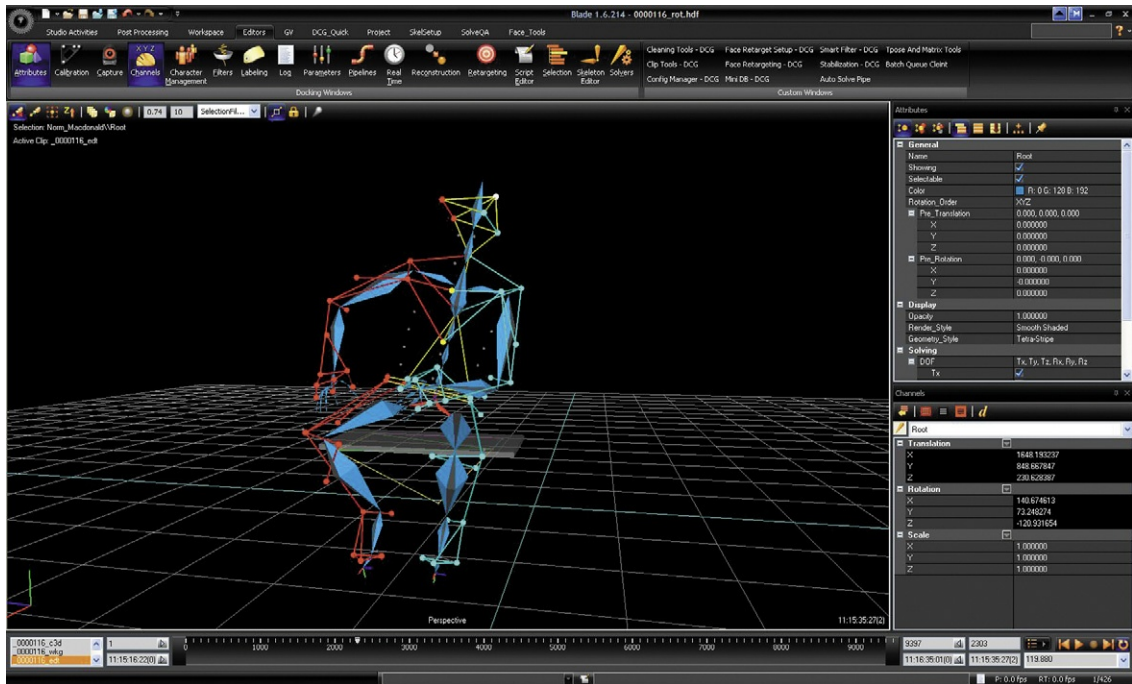 Blade 1.6.214 - 0000116_rot.hdf
Studio Activities Post Processing Workspace Editors GV DCG_Quick Project SkelSetup SolveQA Face_Tools
Attributes Calibration Capture Channels Character Management Filters Labeling Log Parameters Pipelines Real Time Reconstruction Retargeting Script Editor Selection Skeleton Editor Solvers
Cleaning Tools - DCG Face Retarget Setup - DCG Smart Filter - DCG Tpose And Matrix Tools
Clip Tools - DCG Face Retargeting - DCG Stabilization - DCG Batch Queue Cleint
Config Manager - DCG Mini DB - DCG Auto Solve Pipe
Docking Windows Custom Windows
0.74 10 SelectionFil...
Selection: Norm_Macdonald\\Root
Active Clip: _0000116_edt
Attributes
General
Name Root
Showing
Selectable
Color R: 0 G: 120 B: 192
Rotation_Order XYZ
Pre_Translation 0.000, 0.000, 0.000
X 0.000000
Y 0.000000
Z 0.000000
Pre_Rotation 0.000, -0.000, 0.000
X 0.000000
Y -0.000000
Z 0.000000
Display
Opacity 1.000000
Render_Style Smooth Shaded
Geometry_Style Tetra-Stipe
Solving
DOF Tx, Ty, Tz, Rx, Ry, Rz
Tx
Channels
Root
Translation
X 1648.193237
Y 848.667847
Z 230.628387
Rotation
X 140.674613
Y 73.248274
Z -120.931654
Scale
X 1.000000
Y 1.000000
Z 1.000000
Perspective 11:15:35:27(2)
_0000116_c3d
_0000116_wkg
_0000116_edt
1
11:15:16:22(0)
0 1000 2000 3000 4000 5000 6000 7000 8000 9000
9397 2303
11:16:35:01(0) 11:15:35:27(2) 119.880
P: 0.0 fps RT: 0.0 fps 1/426